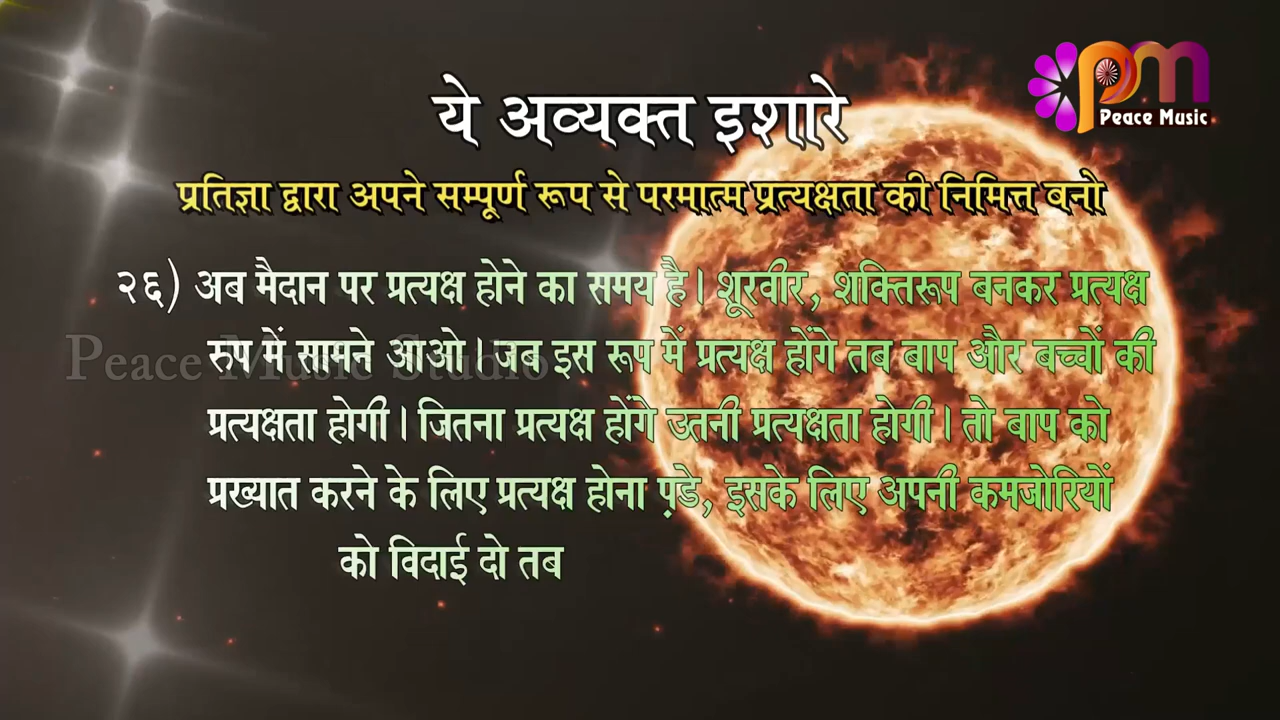 pm
Peace Music
ये अव्यक्त इशारे
प्रतिज्ञा द्वारा अपने सम्पूर्ण रूप से परमात्म प्रत्यक्षता की निमित्त बनो
२६) अब मैदान पर प्रत्यक्ष होने का समय है। शूरवीर, शक्तिरूप बनकर प्रत्यक्ष
रुप में सामने आओ। जब इस रूप में प्रत्यक्ष होंगे तब बाप और बच्चों की
Peace Music Studio
प्रत्यक्षता होगी। जितना प्रत्यक्ष होंगे उतनी प्रत्यक्षता होगी। तो बाप को
प्रख्यात करने के लिए प्रत्यक्ष होना प़डे, इसके लिए अपनी कमजोरियों
को विदाई दो तब